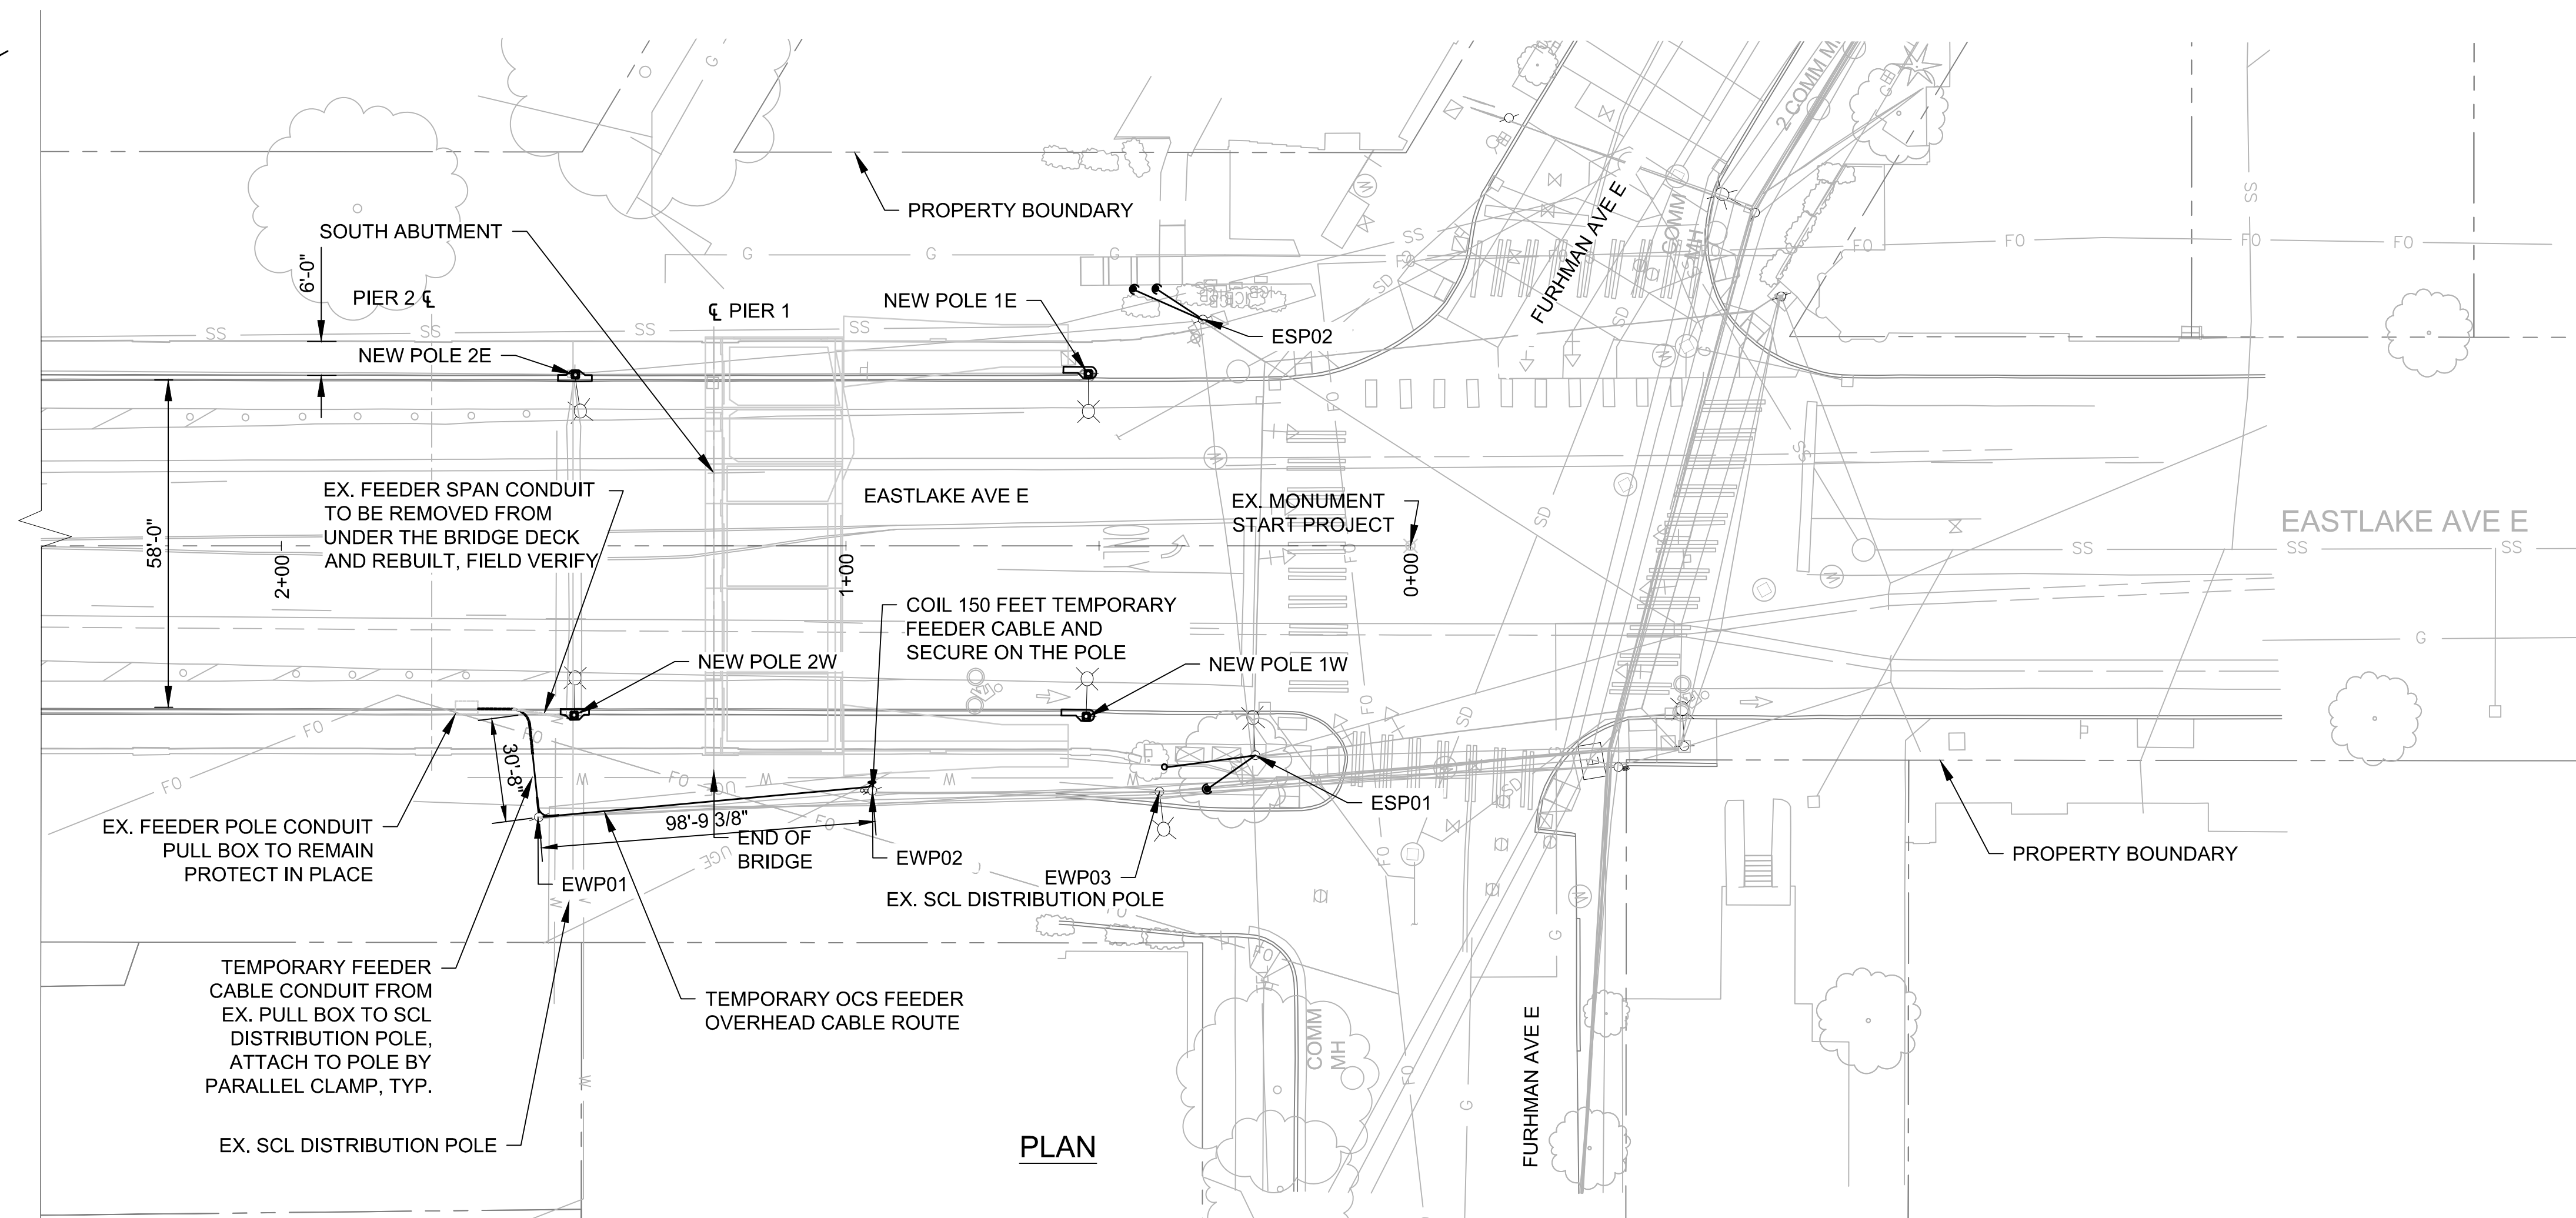 PROPERTY BOUNDARY
SOUTH ABUTMENT
6'-0"
PIER 2 ℄
℄ PIER 1
NEW POLE 1E
ESP02
NEW POLE 2E
FURHMAN AVE E
COMM
MH
EX. FEEDER SPAN CONDUIT
TO BE REMOVED FROM
UNDER THE BRIDGE DECK
AND REBUILT, FIELD VERIFY
EASTLAKE AVE E
EX. MONUMENT
START PROJECT
EASTLAKE AVE E
58'-0"
2+00
1+00
0+00
COIL 150 FEET TEMPORARY
FEEDER CABLE AND
SECURE ON THE POLE
NEW POLE 2W
NEW POLE 1W
30'-8"
98'-9 3/8"
EX. FEEDER POLE CONDUIT
PULL BOX TO REMAIN
PROTECT IN PLACE
END OF
BRIDGE
EWP01
EWP02
EWP03
EX. SCL DISTRIBUTION POLE
ESP01
PROPERTY BOUNDARY
TEMPORARY FEEDER
CABLE CONDUIT FROM
EX. PULL BOX TO SCL
DISTRIBUTION POLE,
ATTACH TO POLE BY
PARALLEL CLAMP, TYP.
TEMPORARY OCS FEEDER
OVERHEAD CABLE ROUTE
EX. SCL DISTRIBUTION POLE
COMM
MH
FURHMAN AVE E
PLAN